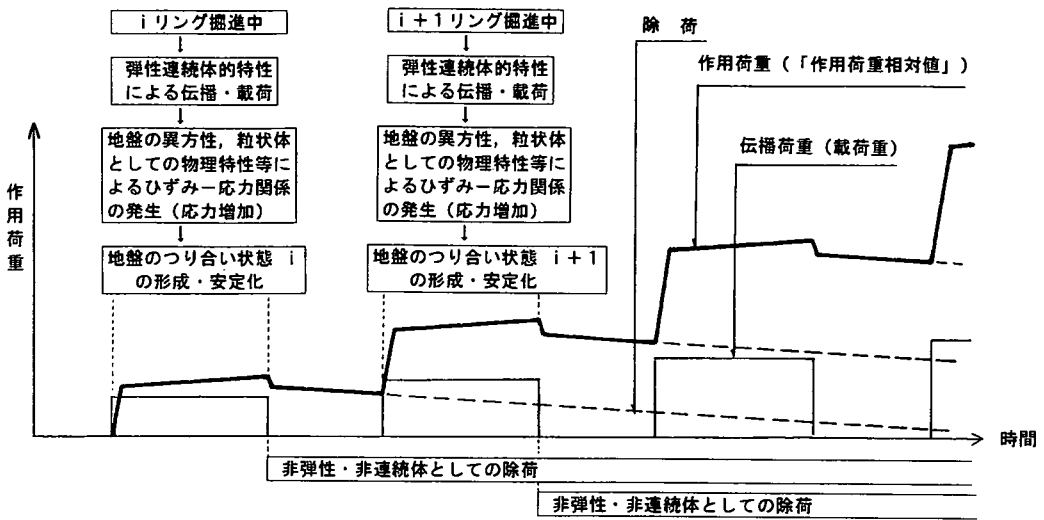 iリング掘進中
弾性連続体的特性
による伝播・載荷
地盤の異方性，粒状体
としての物理特性等に
よるひずみ－応力関係
の発生（応力増加）
地盤のつり合い状態 i
の形成・安定化
i＋1リング掘進中
弾性連続体的特性
による伝播・載荷
地盤の異方性，粒状体
としての物理特性等に
よるひずみ－応力関係
の発生（応力増加）
地盤のつり合い状態 i＋1
の形成・安定化
除 荷
作用荷重（「作用荷重相対値」）
伝播荷重（載荷重）
作用荷重
時間
非弾性・非連続体としての除荷
非弾性・非連続体としての除荷